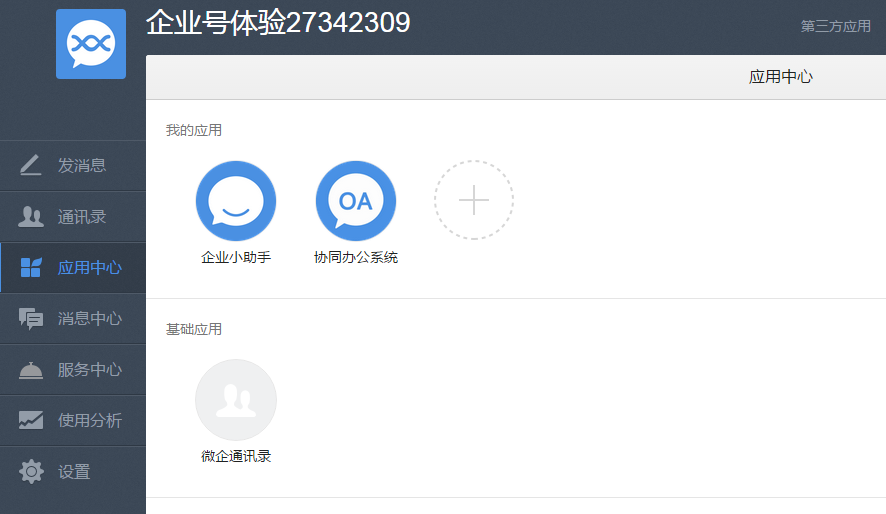 企业号体验27342309
第三方应用
应用中心
发消息
通讯录
应用中心
消息中心
服务中心
使用分析
设置
我的应用
OA
企业小助手
协同办公系统
基础应用
微企通讯录